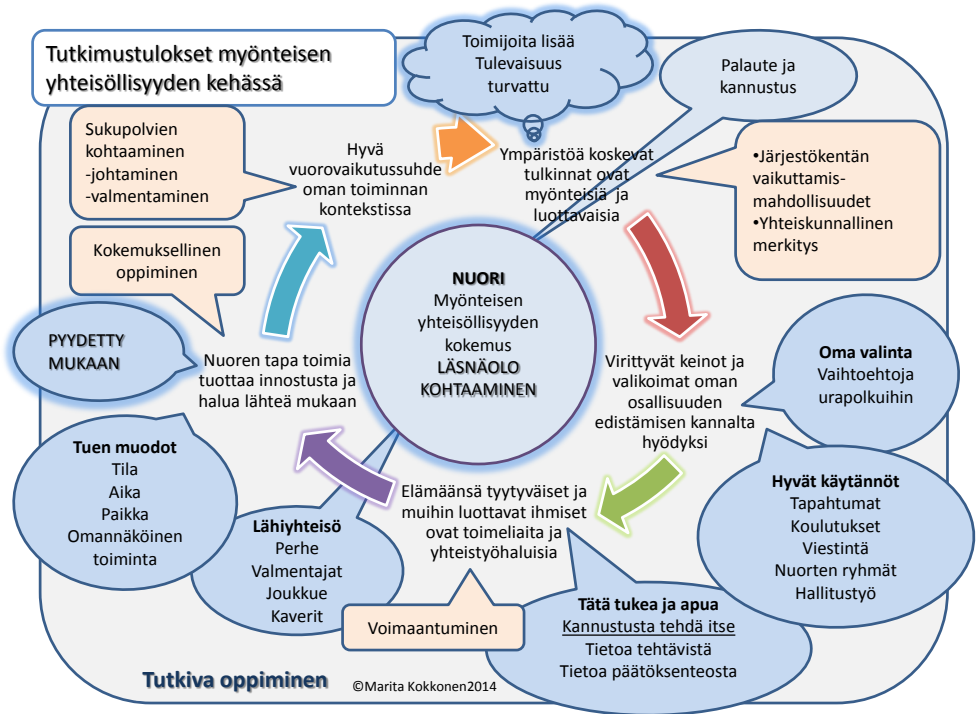 Tutkimustulokset myönteisen
yhteisöllisyyden kehässä
Toimijoita lisää
Tulevaisuus
turvattu
Palaute ja
kannustus
Sukupolvien
kohtaaminen
-johtaminen
-valmentaminen
Hyvä
vuorovaikutussuhde
oman toiminnan
kontekstissa
Ympäristöä koskevat
tulkinnat ovat
myönteisiä ja
luottavaisia
•Järjestökentän
vaikuttamis-
mahdollisuudet
•Yhteiskunnallinen
merkitys
Kokemuksellinen
oppiminen
NUORI
Myönteisen
yhteisöllisyyden
kokemus
LÄSNÄOLO
KOHTAAMINEN
PYYDETTY
MUKAAN
Nuoren tapa toimia
tuottaa innostusta ja
halua lähteä mukaan
Virittyvät keinot ja
valikoimat oman
osallisuuden
edistämisen kannalta
hyödyksi
Oma valinta
Vaihtoehtoja
urapolkuihin
Tuen muodot
Tila
Aika
Paikka
Omannäköinen
toiminta
Lähiyhteisö
Perhe
Valmentajat
Joukkue
Kaverit
Elämäänsä tyytyväiset ja
muihin luottavat ihmiset
ovat toimeliaita ja
yhteistyöhaluisia
Hyvät käytännöt
Tapahtumat
Koulutukset
Viestintä
Nuorten ryhmät
Hallitustyö
Voimaantuminen
Tätä tukea ja apua
Kannustusta tehdä itse
Tietoa tehtävistä
Tietoa päätöksenteosta
Tutkiva oppiminen
©Marita Kokkonen2014